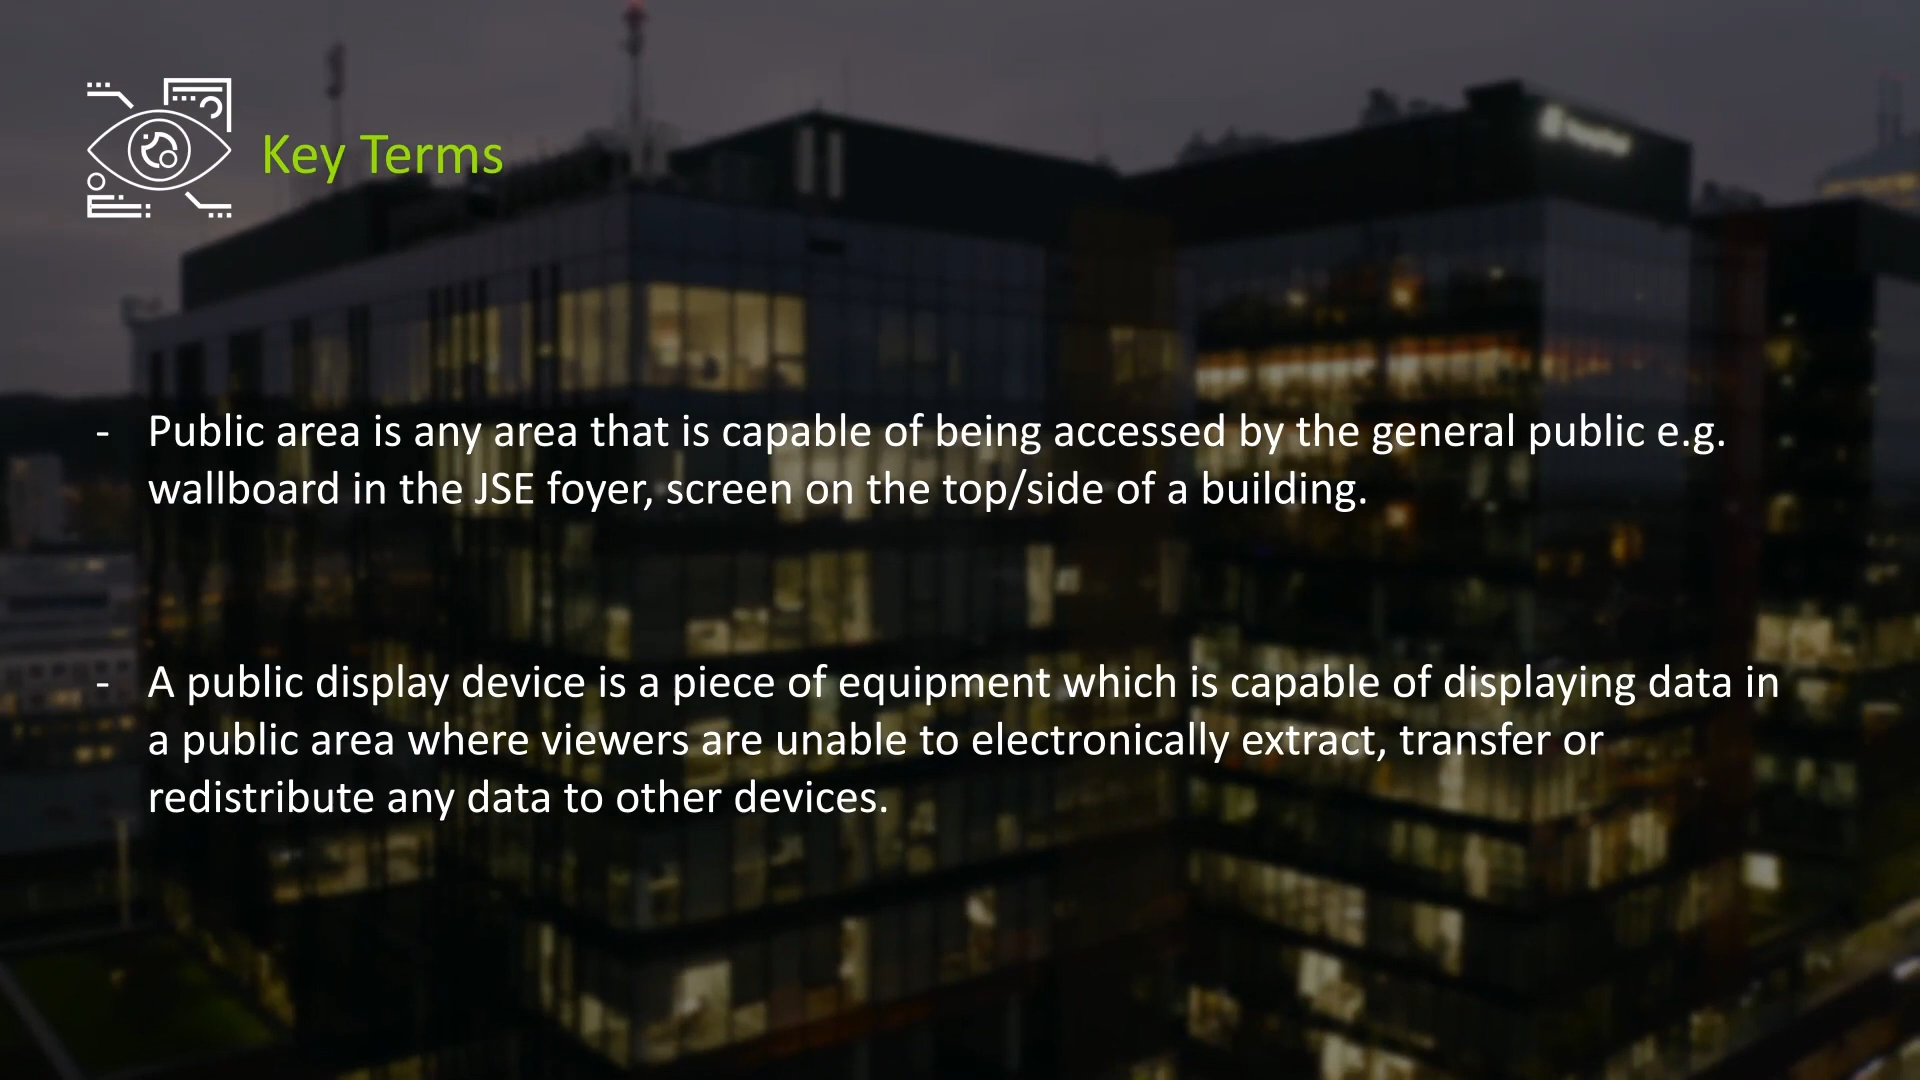 Key Terms
- Public area is any area that is capable of being accessed by the general public e.g.
wallboard in the JSE foyer, screen on the top/side of a building.
- A public display device is a piece of equipment which is capable of displaying data in
a public area where viewers are unable to electronically extract, transfer or
redistribute any data to other devices.